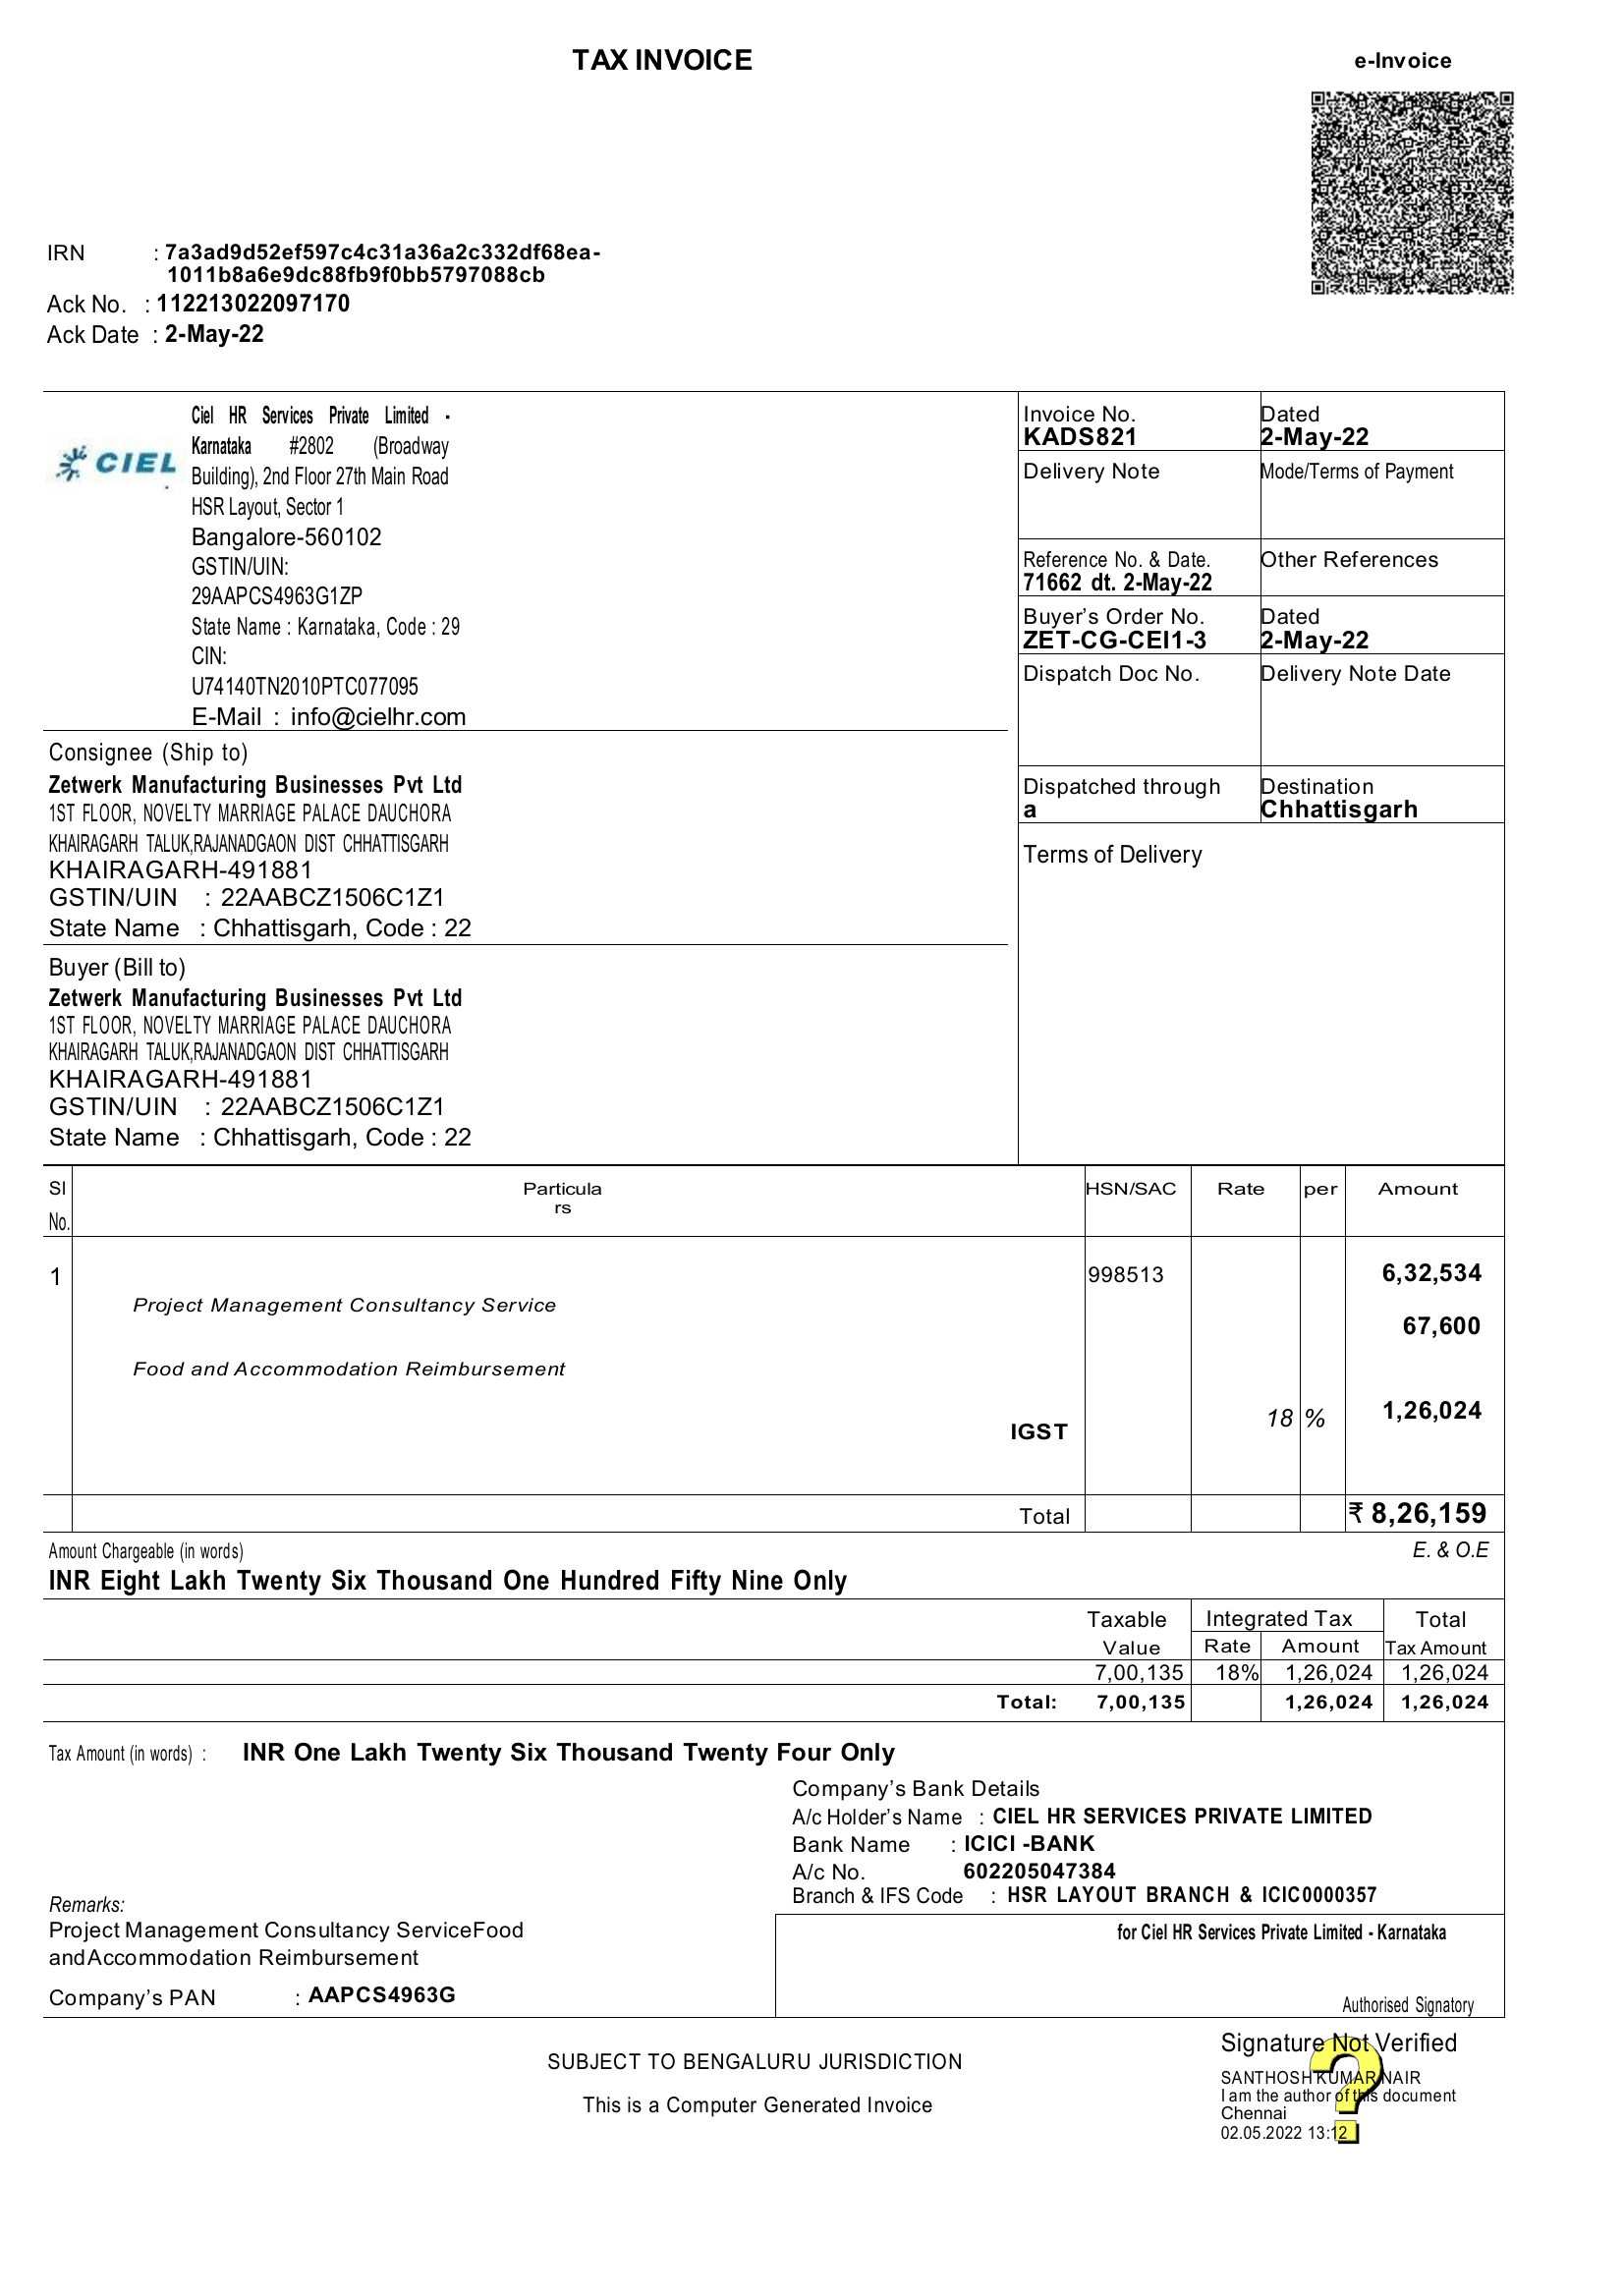 TAX INVOICE
e-Invoice
IRN : 7a3ad9d52ef597c4c31a36a2c332df68ea-
1011b8a6e9dc88fb9f0bb5797088cb
Ack No. : 112213022097170
Ack Date : 2-May-22
CIEL
Ciel HR Services Private Limited -
Karnataka #2802 (Broadway
Building), 2nd Floor 27th Main Road
HSR Layout, Sector 1
Bangalore-560102
GSTIN/UIN:
29AAPCS4963G1ZP
State Name : Karnataka, Code : 29
CIN:
U74140TN2010PTC077095
E-Mail : info@cielhr.com
Invoice No. Dated
KADS821 2-May-22
Delivery Note Mode/Terms of Payment
Reference No. & Date. Other References
71662 dt. 2-May-22
Buyer's Order No. Dated
ZET-CG-CEI1-3 2-May-22
Dispatch Doc No. Delivery Note Date
Dispatched through Destination
a Chhattisgarh
Terms of Delivery
Consignee (Ship to)
Zetwerk Manufacturing Businesses Pvt Ltd
1ST FLOOR, NOVELTY MARRIAGE PALACE DAUCHORA
KHAIRAGARH TALUK,RAJANADGAON DIST CHHATTISGARH
KHAIRAGARH-491881
GSTIN/UIN : 22AABCZ1506C1Z1
State Name : Chhattisgarh, Code : 22
Buyer (Bill to)
Zetwerk Manufacturing Businesses Pvt Ltd
1ST FLOOR, NOVELTY MARRIAGE PALACE DAUCHORA
KHAIRAGARH TALUK,RAJANADGAON DIST CHHATTISGARH
KHAIRAGARH-491881
GSTIN/UIN : 22AABCZ1506C1Z1
State Name : Chhattisgarh, Code : 22
SI Particula HSN/SAC Rate per Amount
No. rs
1 998513 6,32,534
Project Management Consultancy Service
67,600
Food and Accommodation Reimbursement
IGST 18 % 1,26,024
Total ₹ 8,26,159
Amount Chargeable (in words) E. & O.E
INR Eight Lakh Twenty Six Thousand One Hundred Fifty Nine Only
Taxable Integrated Tax Total
Value Rate Amount Tax Amount
7,00,135 18% 1,26,024 1,26,024
Total: 7,00,135 1,26,024 1,26,024
Tax Amount (in words) : INR One Lakh Twenty Six Thousand Twenty Four Only
Company's Bank Details
A/c Holder's Name : CIEL HR SERVICES PRIVATE LIMITED
Bank Name : ICICI -BANK
A/c No. 602205047384
Branch & IFS Code : HSR LAYOUT BRANCH & ICIC0000357
Remarks:
Project Management Consultancy ServiceFood
andAccommodation Reimbursement
Company's PAN : AAPCS4963G
for Ciel HR Services Private Limited - Karnataka
Authorised Signatory
SUBJECT TO BENGALURU JURISDICTION
This is a Computer Generated Invoice
Signature Not Verified
SANTHOSH KUMAR NAIR
I am the author of this document
Chennai
02.05.2022 13:12